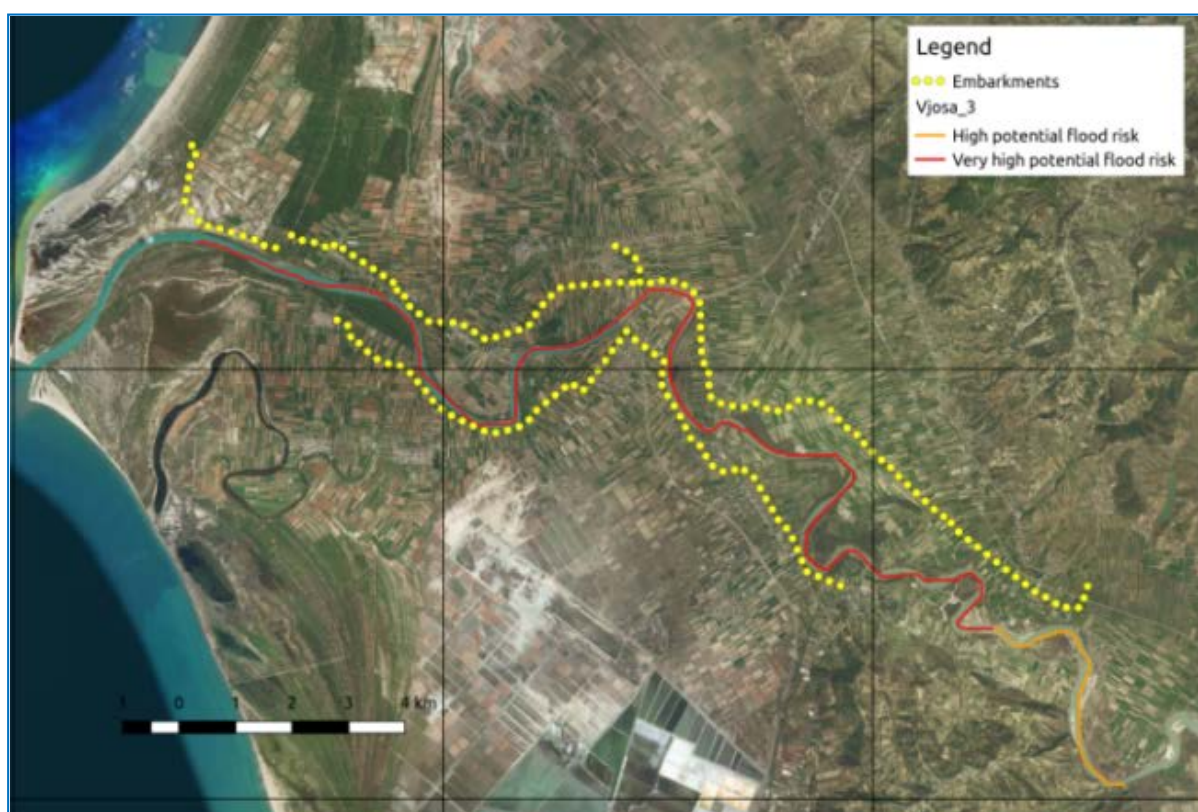 Legend
Embarkments
Vjosa_3
High potential flood risk
Very high potential flood risk
1 0 1 2 3 4 km